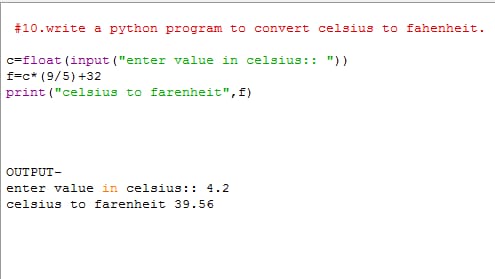 #10.write a python program to convert celsius to fahenheit.
c=float(input("enter value in celsius:: "))
f=c*(9/5)+32
print("celsius to farenheit",f)
OUTPUT-
enter value in celsius:: 4.2
celsius to farenheit 39.56